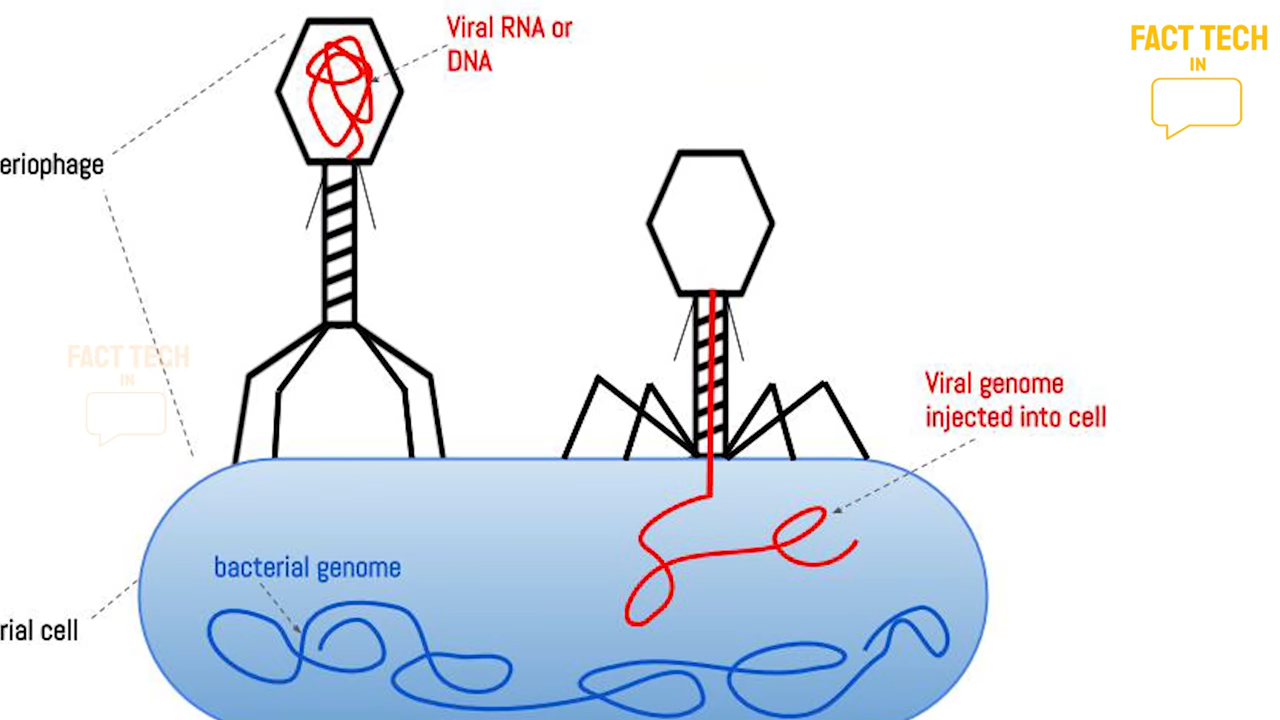 Viral RNA or
DNA
FACT TECH
IN
eriophage
FACT TECH
IN
Viral genome
injected into cell
bacterial genome
rial cell